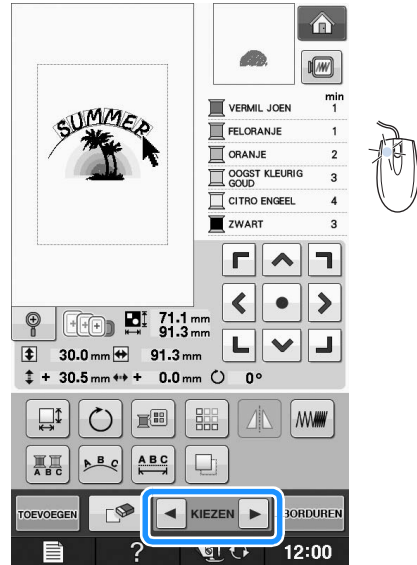 SUMMER
min
VERMIL JOEN 1
FELORANJE 1
ORANJE 2
OOGST KLEURIG GOUD 3
CITRO ENGEEL 4
ZWART 3
71.1 mm
91.3 mm
30.0 mm 91.3 mm
+ 30.5 mm + 0.0 mm 0°
A B C
A B C
A B C
TOEVOEGEN KIEZEN BORDUREN
? 12:00